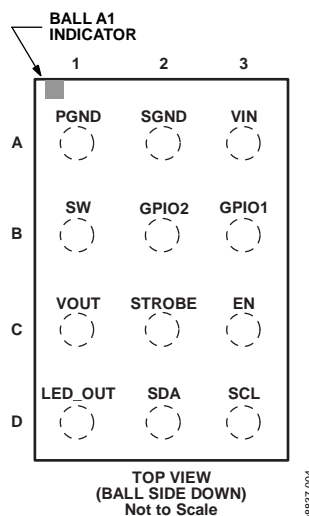 BALL A1
INDICATOR
1 2 3
A
PGND SGND VIN
B
SW GPIO2 GPIO1
C
VOUT STROBE EN
D
LED_OUT SDA SCL
TOP VIEW
(BALL SIDE DOWN)
Not to Scale